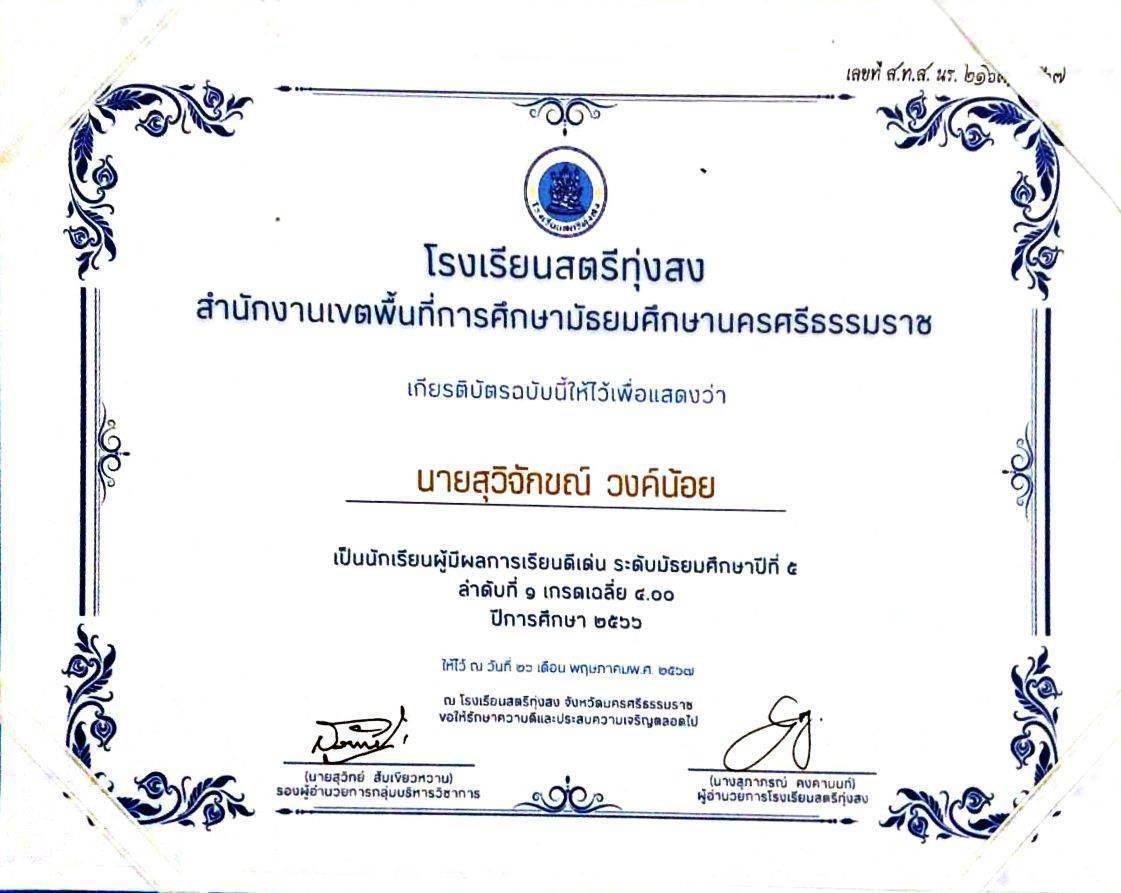 เลขที่ ส.ท.ส. นร.
โรงเรียนสตรีทุ่งสง
โรงเรียนสตรีทุ่งสง
สำนักงานเขตพื้นที่การศึกษามัธยมศึกษานครศรีธรรมราช
เกียรติบัตรฉบับนี้ให้ไว้เพื่อแสดงว่า
นายสุวิจักขณ์ วงค์น้อย
เป็นนักเรียนผู้มีผลการเรียนดีเด่น ระดับมัธยมศึกษาปีที่ ๕
ลำดับที่ ๑ เกรดเฉลี่ย ๔.๐๐
ปีการศึกษา ๒๕๖๖
ให้ไว้ ณ วันที่ เดือน พฤษภาคมพ.ศ. ๒๕๖๗
ณ โรงเรียนสตรีทุ่งสง จังหวัดนครศรีธรรมราช
ขอให้รักษาความดีและประสบความเจริญตลอดไป
(นายสุวิทย์ สืบเขียวหวาน)
รองผู้อำนวยการกลุ่มบริหารวิชาการ
(นางสุภาภรณ์ คงคานนท์)
ผู้อำนวยการโรงเรียนสตรีทุ่งสง